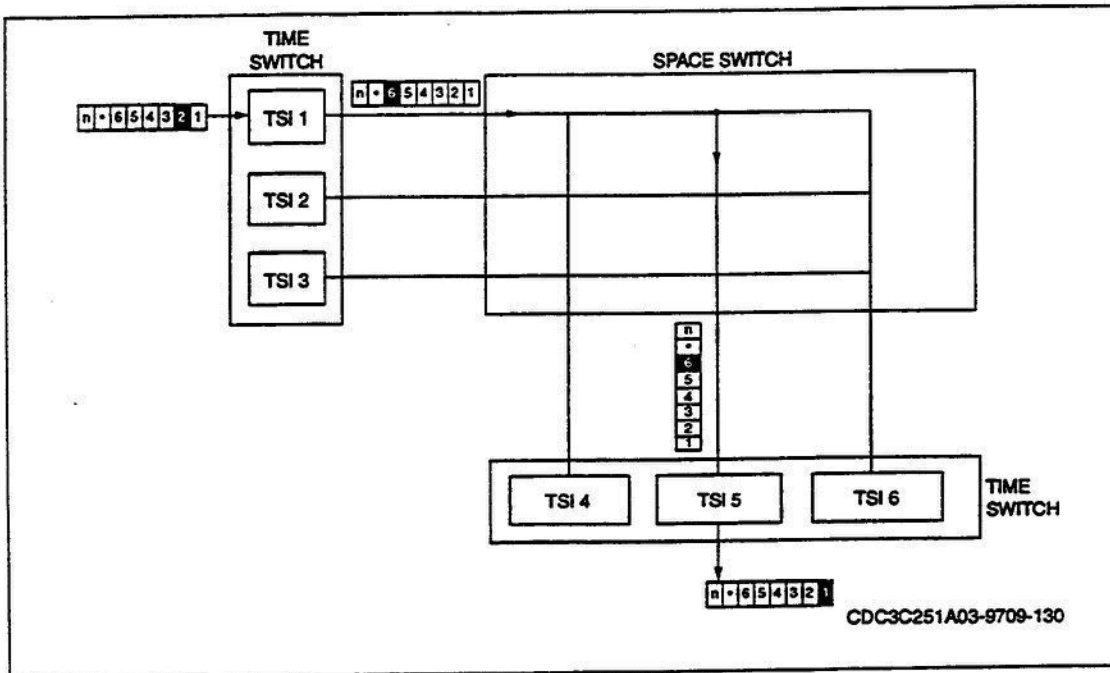 TIME
SWITCH
SPACE SWITCH
n • 6 5 4 3 2 1
n • 6 5 4 3 2 1
TSI 1
TSI 2
TSI 3
n
•
6
5
4
3
2
1
TSI 4
TSI 5
TSI 6
TIME
SWITCH
n • 6 5 4 3 2 1
CDC3C251A03-9709-130